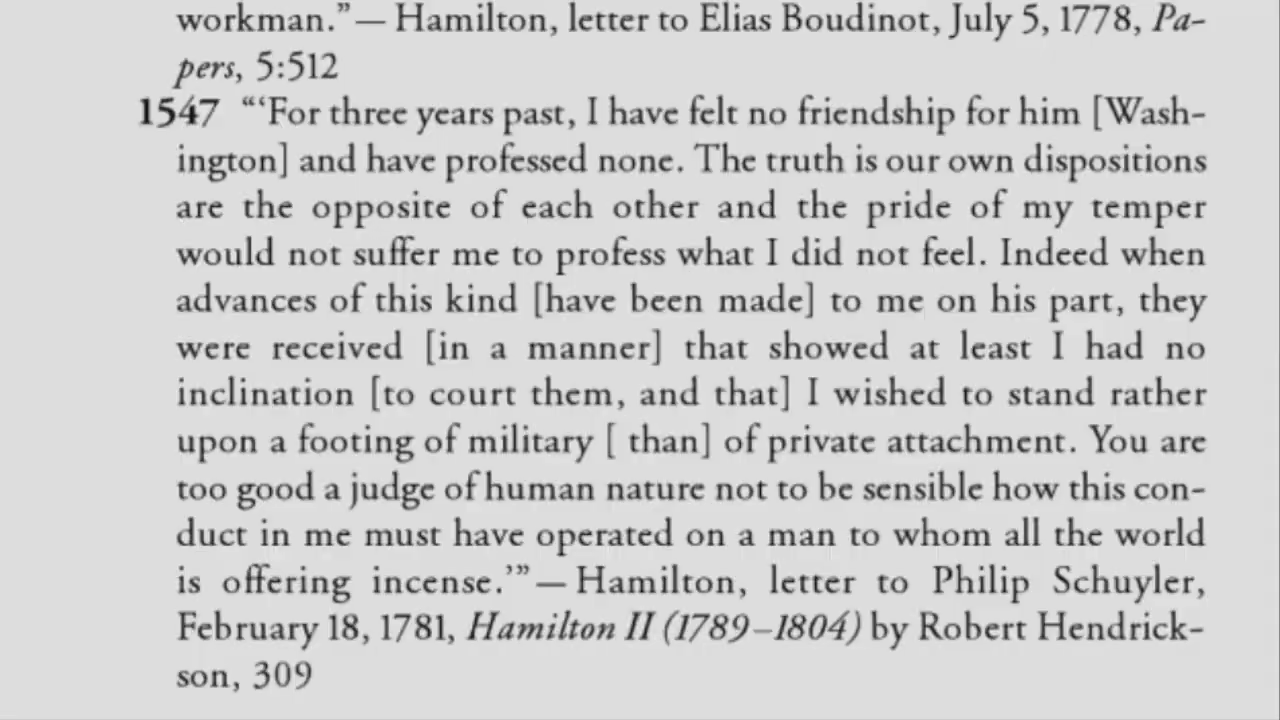 workman.”—Hamilton, letter to Elias Boudinot, July 5, 1778, Pa-
pers, 5:512
1547 “‘For three years past, I have felt no friendship for him [Wash-
ington] and have professed none. The truth is our own dispositions
are the opposite of each other and the pride of my temper
would not suffer me to profess what I did not feel. Indeed when
advances of this kind [have been made] to me on his part, they
were received [in a manner] that showed at least I had no
inclination [to court them, and that] I wished to stand rather
upon a footing of military [ than] of private attachment. You are
too good a judge of human nature not to be sensible how this con-
duct in me must have operated on a man to whom all the world
is offering incense.’”—Hamilton, letter to Philip Schuyler,
February 18, 1781, Hamilton II (1789–1804) by Robert Hendrick-
son, 309